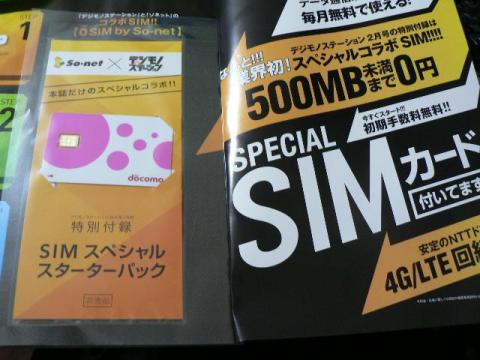 STEP
1
2
「デジモノステーション」と「ソネット」の
コラボSIM!!
【0 SIM by So-net】
So-net × デジモノステーション
本誌だけのスペシャルコラボ!!
docomo
特別付録
SIM スペシャル
スターターパック
非売品
データ通信
毎月無料で使える!
デジモノステーション 2月号の特別付録は
業界初! スペシャルコラボ SIM!!!!
500MB未満
まで0円
今すぐスタート!!!
初期手数料無料!!
SPECIAL
SIMカード
付いてます
安定のNTTド
4G/LTE 回線